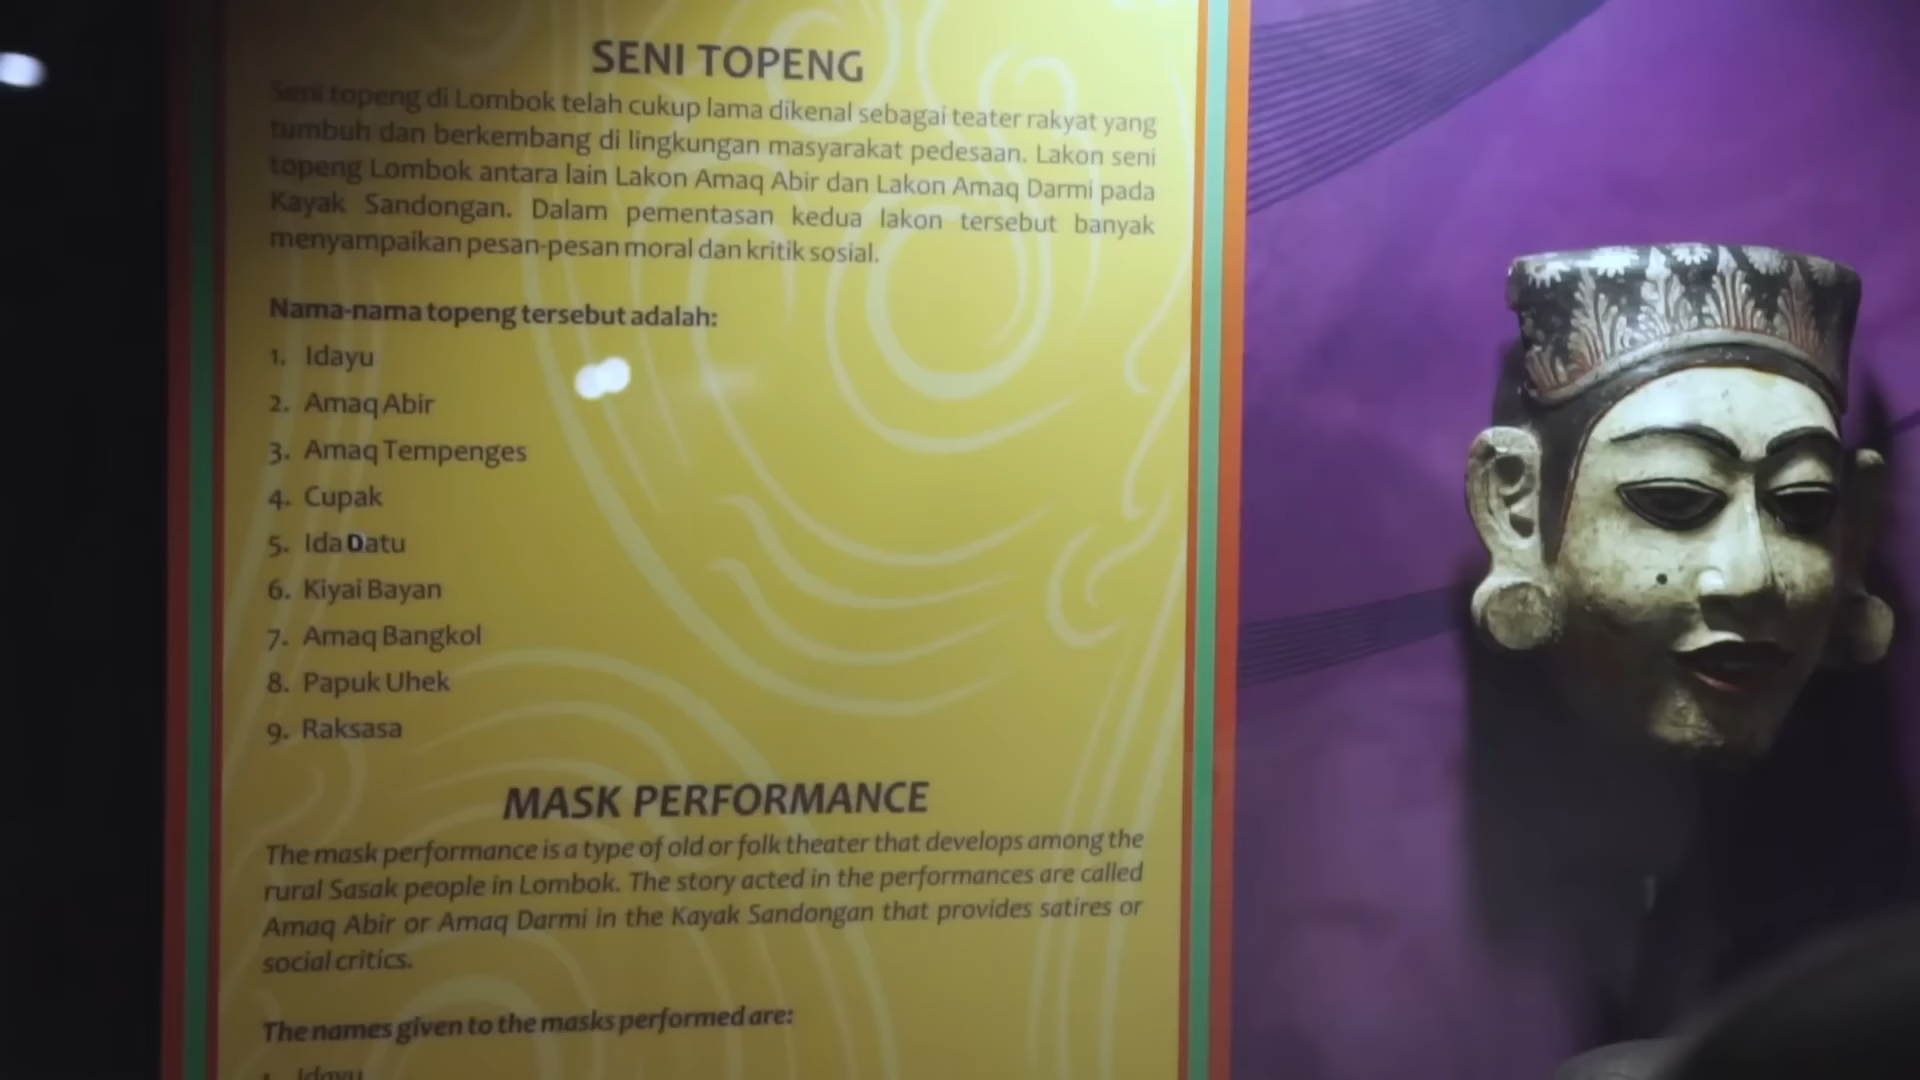 SENI TOPENG
Seni topeng di Lombok telah cukup lama dikenal sebagai teater rakyat yang
tumbuh dan berkembang di lingkungan masyarakat pedesaan. Lakon seni
topeng Lombok antara lain Lakon Amaq Abir dan Lakon Amaq Darmi pada
Kayak Sandongan. Dalam pementasan kedua lakon tersebut banyak
menyampaikan pesan-pesan moral dan kritik sosial.
Nama-nama topeng tersebut adalah:
1. Idayu
2. Amaq Abir
3. Amaq Tempenges
4. Cupak
5. Ida Datu
6. Kiyai Bayan
7. Amaq Bangkol
8. Papuk Uhek
9. Raksasa
MASK PERFORMANCE
The mask performance is a type of old or folk theater that develops among the
rural Sasak people in Lombok. The story acted in the performances are called
Amaq Abir or Amaq Darmi in the Kayak Sandongan that provides satires or
social critics.
The names given to the masks performed are:
1. Idayu